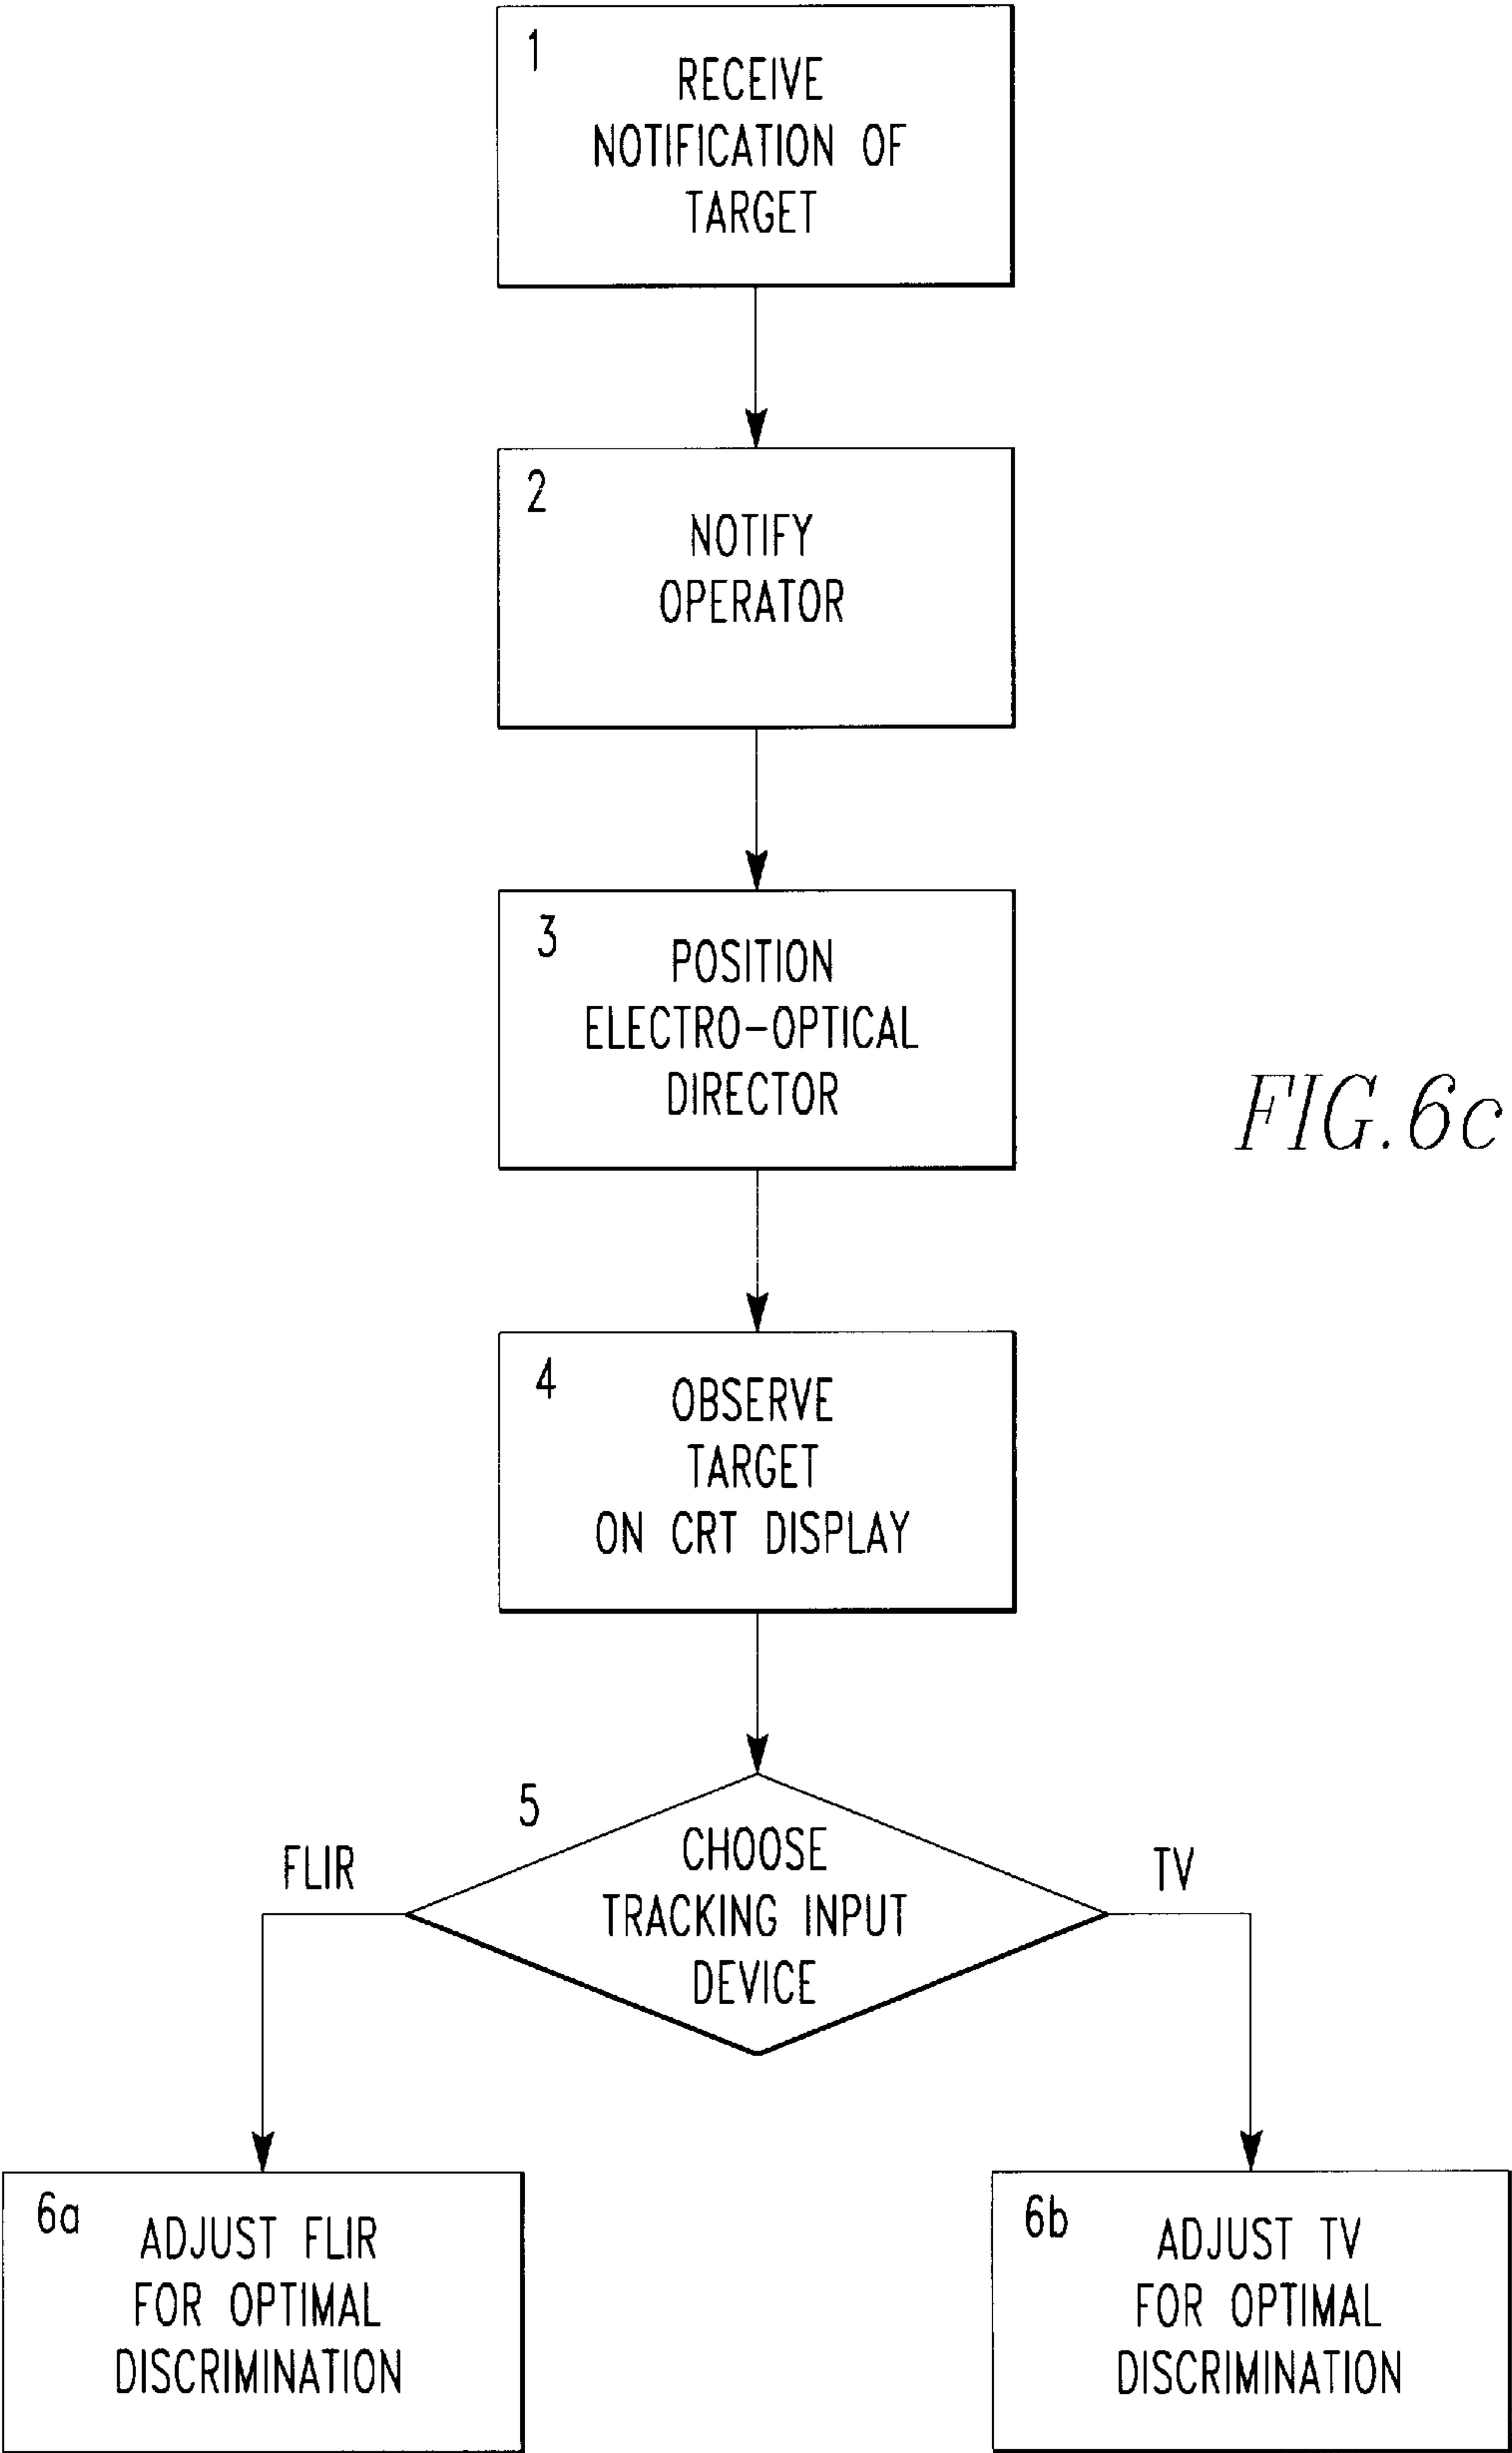 1
RECEIVE
NOTIFICATION OF
TARGET
2
NOTIFY
OPERATOR
3
POSITION
ELECTRO-OPTICAL
DIRECTOR
FIG.6c
4
OBSERVE
TARGET
ON CRT DISPLAY
5
CHOOSE
TRACKING INPUT
DEVICE
FLIR
TV
6a
ADJUST FLIR
FOR OPTIMAL
DISCRIMINATION
6b
ADJUST TV
FOR OPTIMAL
DISCRIMINATION